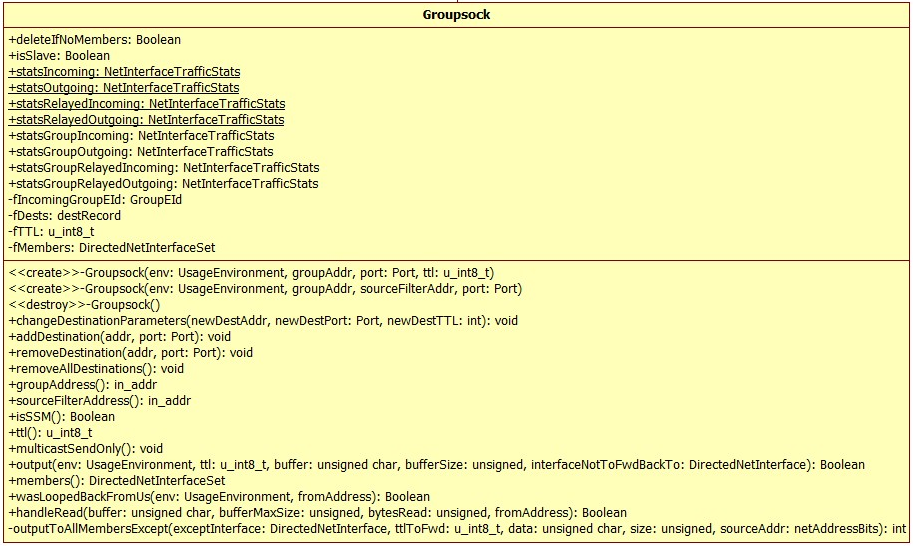 Groupsock
+deleteIfNoMembers: Boolean
+isSlave: Boolean
+statsIncoming: NetInterfaceTrafficStats
+statsOutgoing: NetInterfaceTrafficStats
+statsRelayedIncoming: NetInterfaceTrafficStats
+statsRelayedOutgoing: NetInterfaceTrafficStats
+statsGroupIncoming: NetInterfaceTrafficStats
+statsGroupOutgoing: NetInterfaceTrafficStats
+statsGroupRelayedIncoming: NetInterfaceTrafficStats
+statsGroupRelayedOutgoing: NetInterfaceTrafficStats
-fIncomingGroupEId: GroupEId
-fDests: destRecord
-fTTL: u_int8_t
-fMembers: DirectedNetInterfaceSet
<<create>>-Groupsock(env: UsageEnvironment, groupAddr, port: Port, ttl: u_int8_t)
<<create>>-Groupsock(env: UsageEnvironment, groupAddr, sourceFilterAddr, port: Port)
<<destroy>>-Groupsock()
+changeDestinationParameters(newDestAddr, newDestPort: Port, newDestTTL: int): void
+addDestination(addr, port: Port): void
+removeDestination(addr, port: Port): void
+removeAllDestinations(): void
+groupAddress(): in_addr
+sourceFilterAddress(): in_addr
+isSSM(): Boolean
+ttl(): u_int8_t
+multicastSendOnly(): void
+output(env: UsageEnvironment, ttl: u_int8_t, buffer: unsigned char, bufferSize: unsigned, interfaceNotToFwdBackTo: DirectedNetInterface): Boolean
+members(): DirectedNetInterfaceSet
+wasLoopedBackFromUs(env: UsageEnvironment, fromAddress): Boolean
+handleRead(buffer: unsigned char, bufferMaxSize: unsigned, bytesRead: unsigned, fromAddress): Boolean
-outputToAllMembersExcept(exceptInterface: DirectedNetInterface, ttlToFwd: u_int8_t, data: unsigned char, size: unsigned, sourceAddr: netAddressBits): int